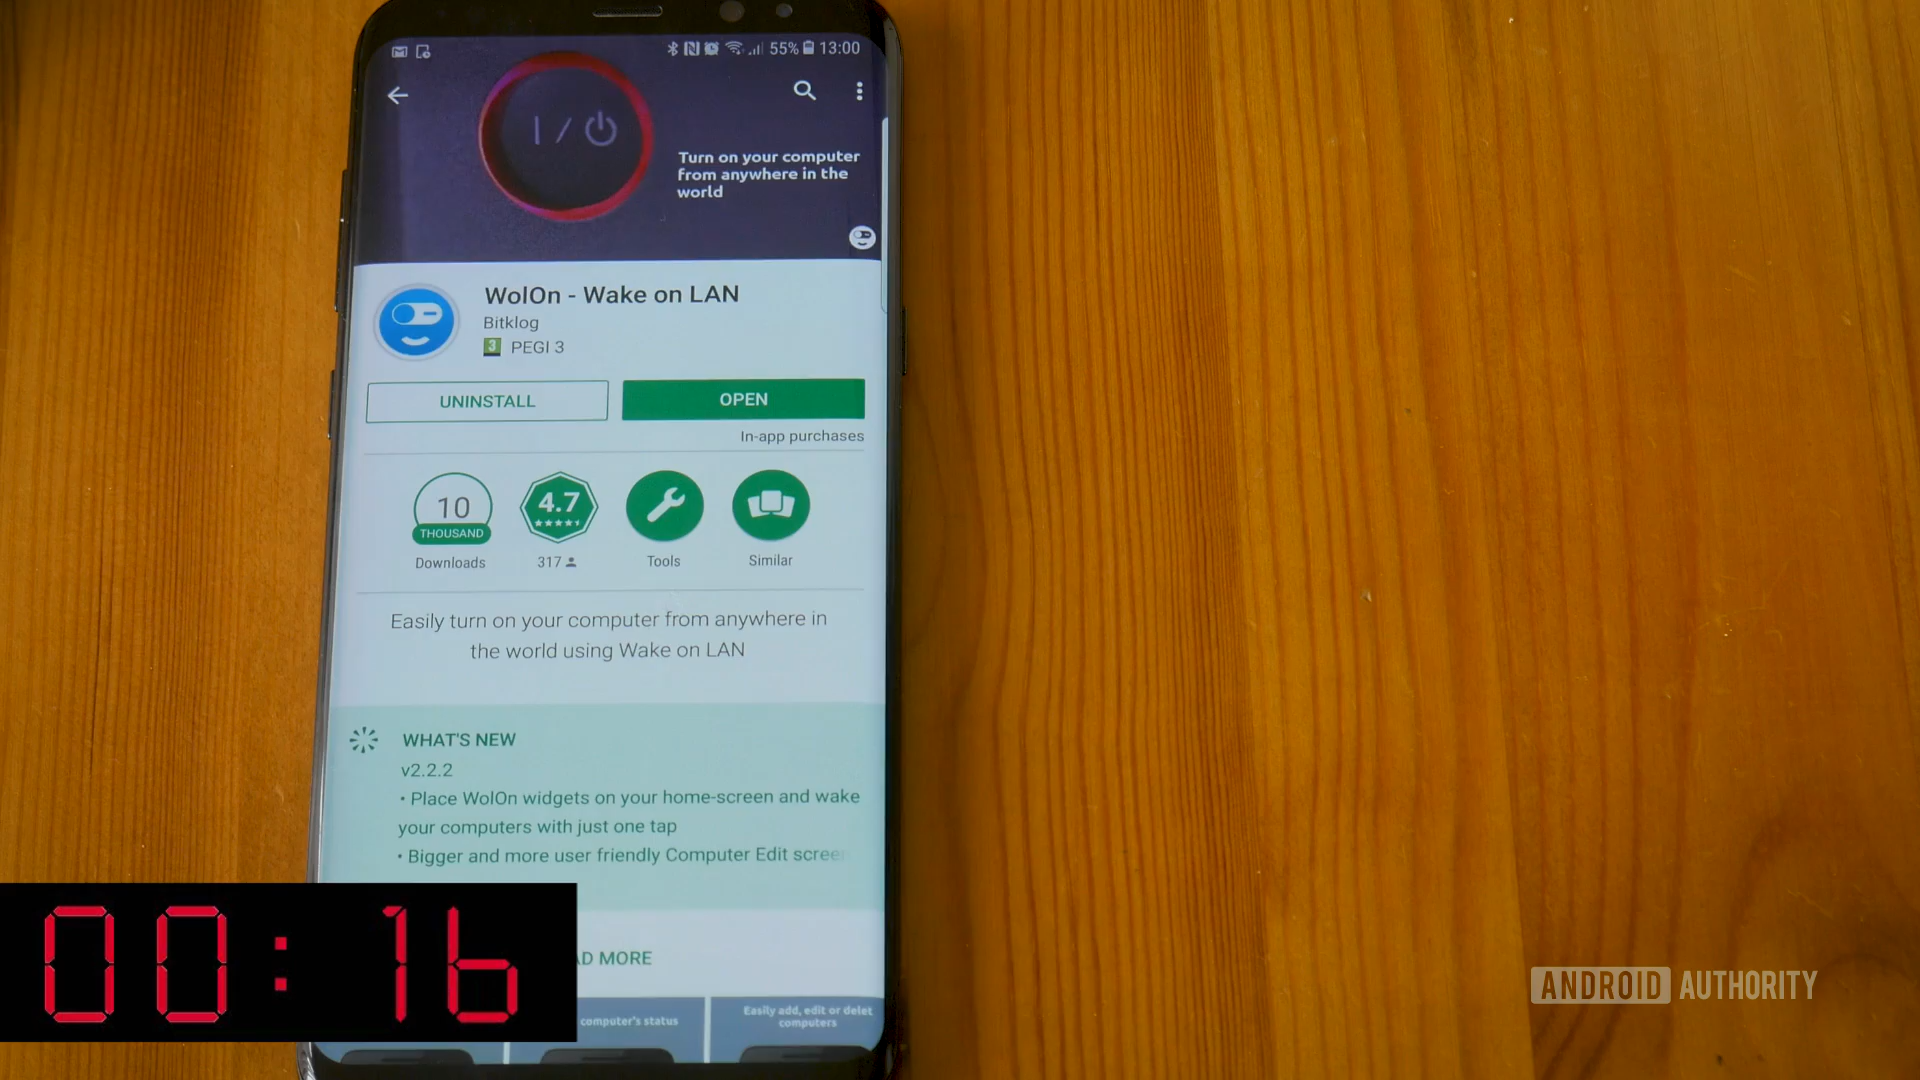 55% 13:00
Turn on your computer
from anywhere in the
world
WolOn - Wake on LAN
Bitklog
3 PEGI 3
UNINSTALL
OPEN
In-app purchases
10
THOUSAND
Downloads
4.7
317
Tools
Similar
Easily turn on your computer from anywhere in
the world using Wake on LAN
WHAT'S NEW
v2.2.2
• Place WolOn widgets on your home-screen and wake
your computers with just one tap
• Bigger and more user friendly Computer Edit scree
AD MORE
computer's status
Easily add, edit or delet
computers
00:16
ANDROID AUTHORITY